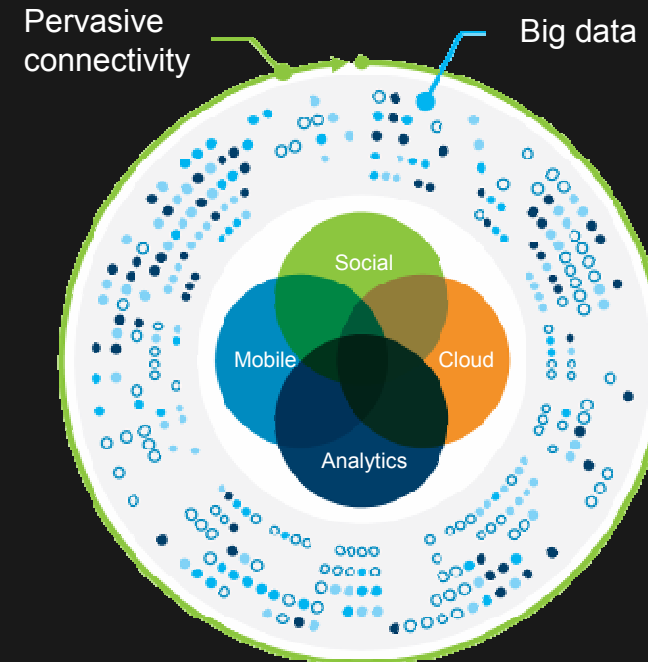 Pervasive
connectivity
Big data
Social
Mobile
Cloud
Analytics